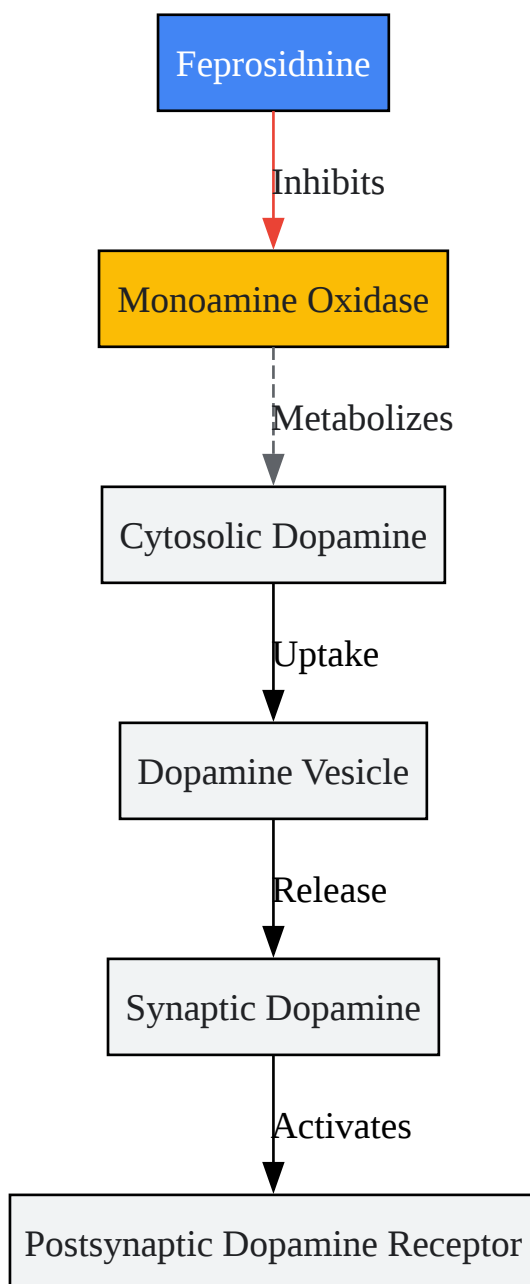 Feprosidnine
Inhibits
Monoamine Oxidase
Metabolizes
Cytosolic Dopamine
Uptake
Dopamine Vesicle
Release
Synaptic Dopamine
Activates
Postsynaptic Dopamine Receptor